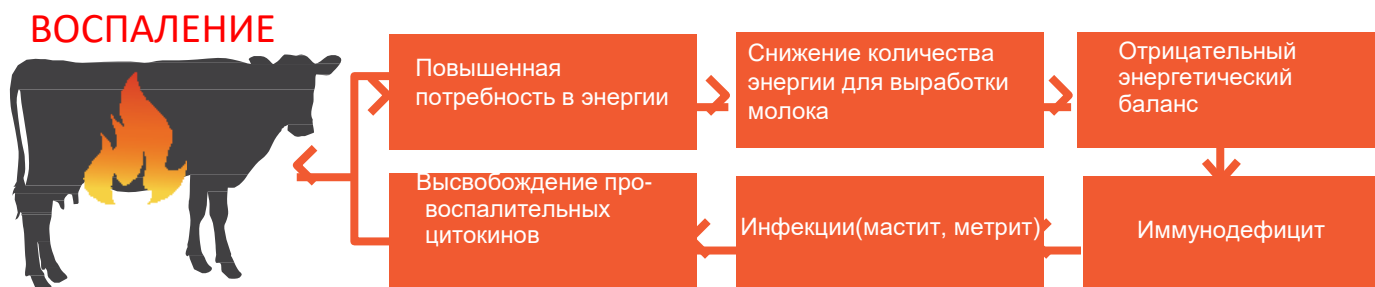 ВОСПАЛЕНИЕ
Повышенная
потребность в энергии
Снижение количества
энергии для выработки
молока
Отрицательный
энергетический
баланс
Высвобождение про-
воспалительных
цитокинов
Инфекции(мастит, метрит)
Иммунодефицит